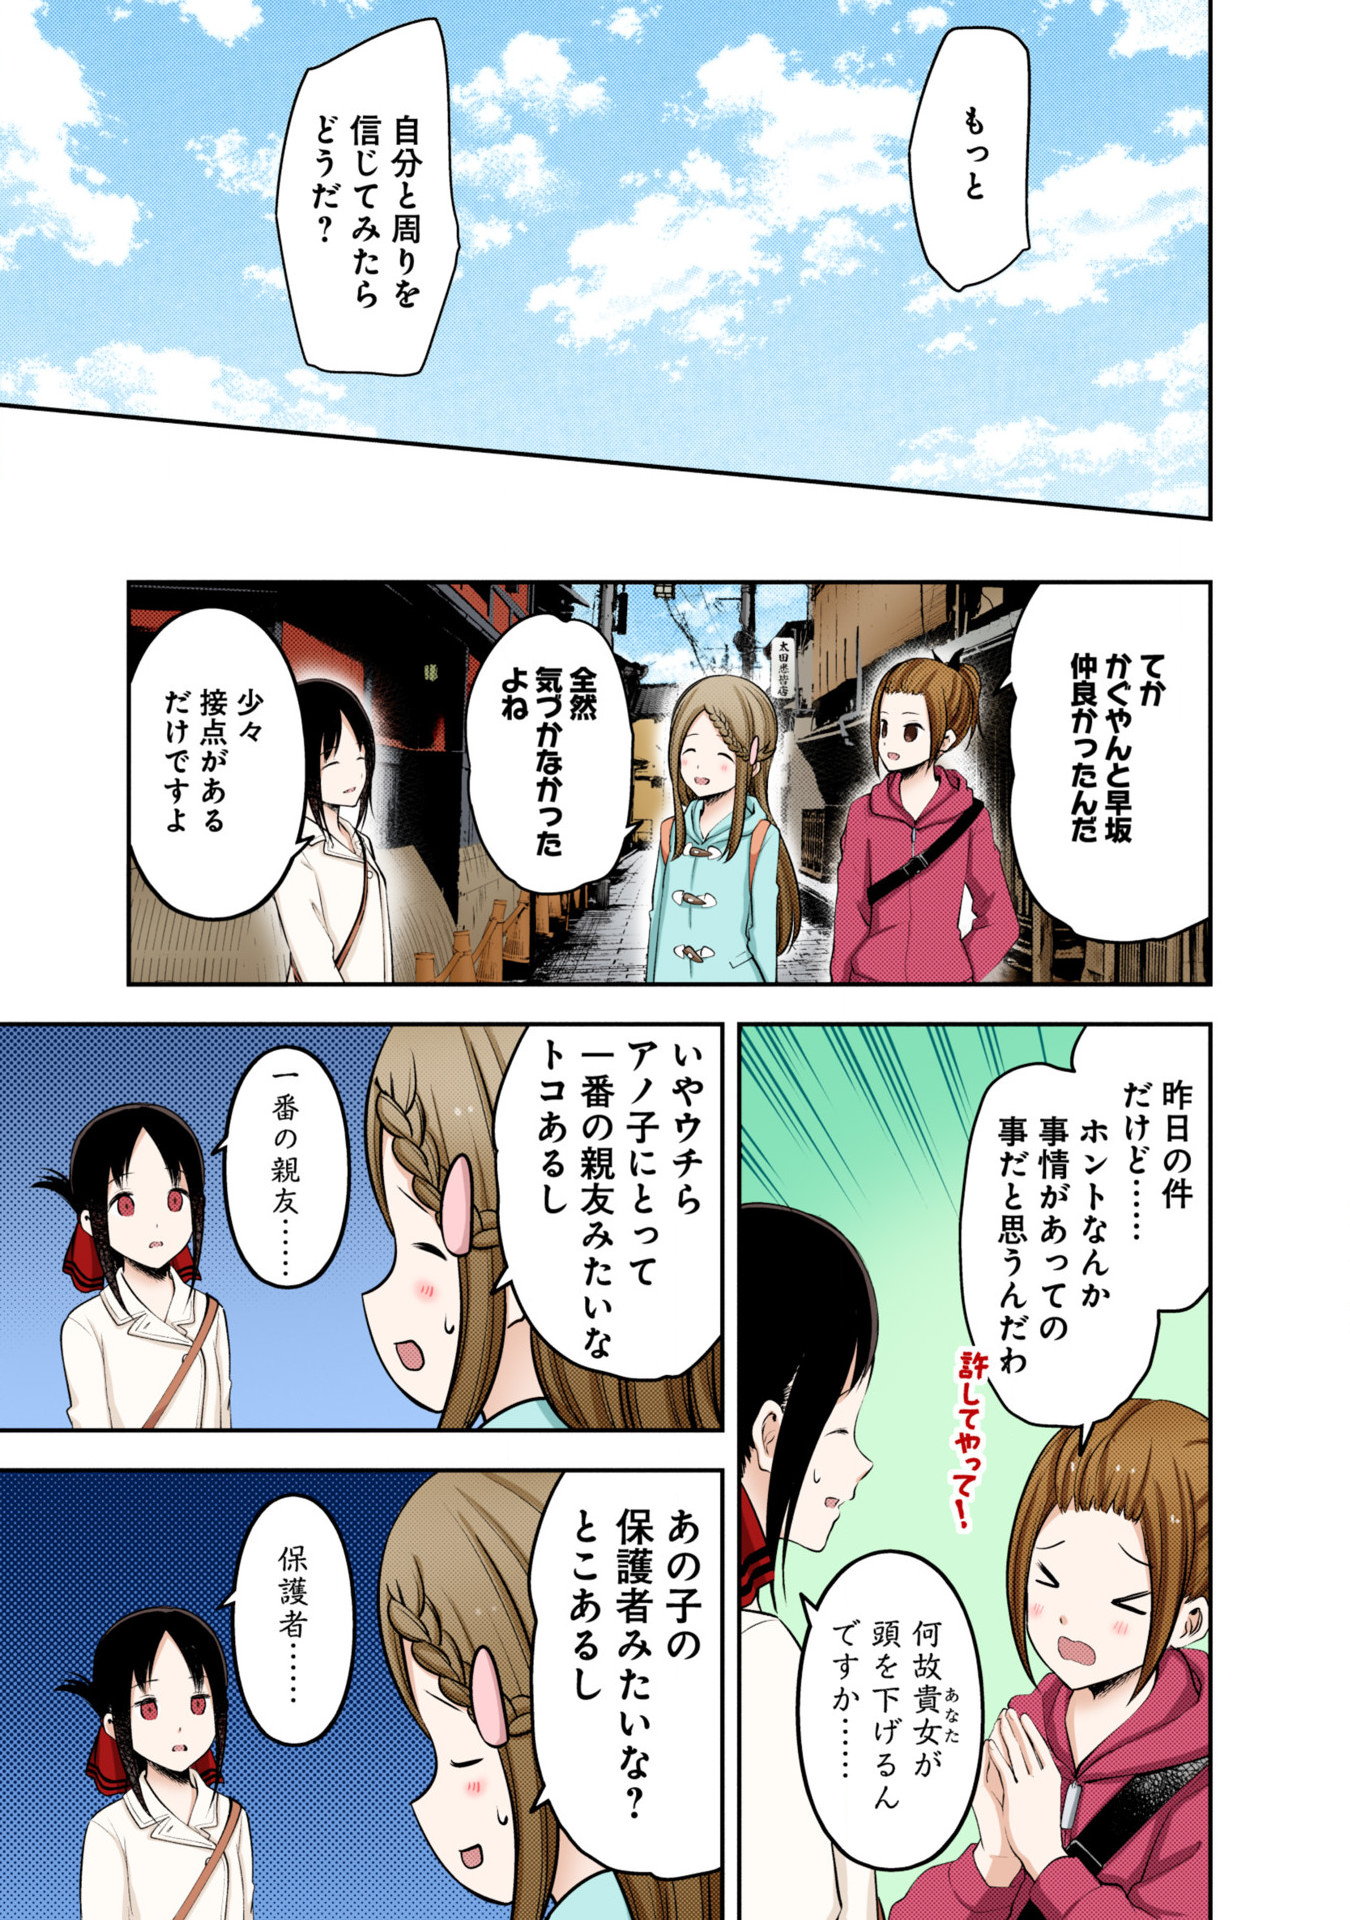 もっと
自分と周りを
信じてみたら
どうだ?
てか
かぐやんと早坂
仲良かったんだ
全然
気づかなかった
よね
少々
接点がある
だけですよ
昨日の件
だけど……
ホントなんか
事情があっての
事だと思うんだわ
許してやって!
何故貴女が
あなた
頭を下げるん
ですか……
いやウチら
アノ子にとって
一番の親友みたいな
トコあるし
一番の親友……
あの子の
保護者みたいな?
とこあるし
保護者……